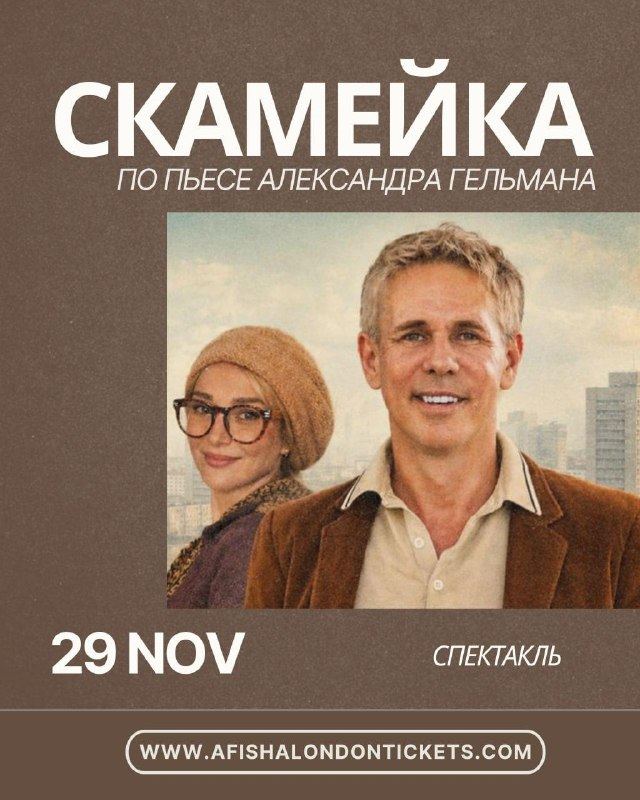 СКАМЕЙКА
ПО ПЬЕСЕ АЛЕКСАНДРА ГЕЛЬМАНА
29 NOV
СПЕКТАКЛЬ
WWW.AFISHALONDONTICKETS.COM